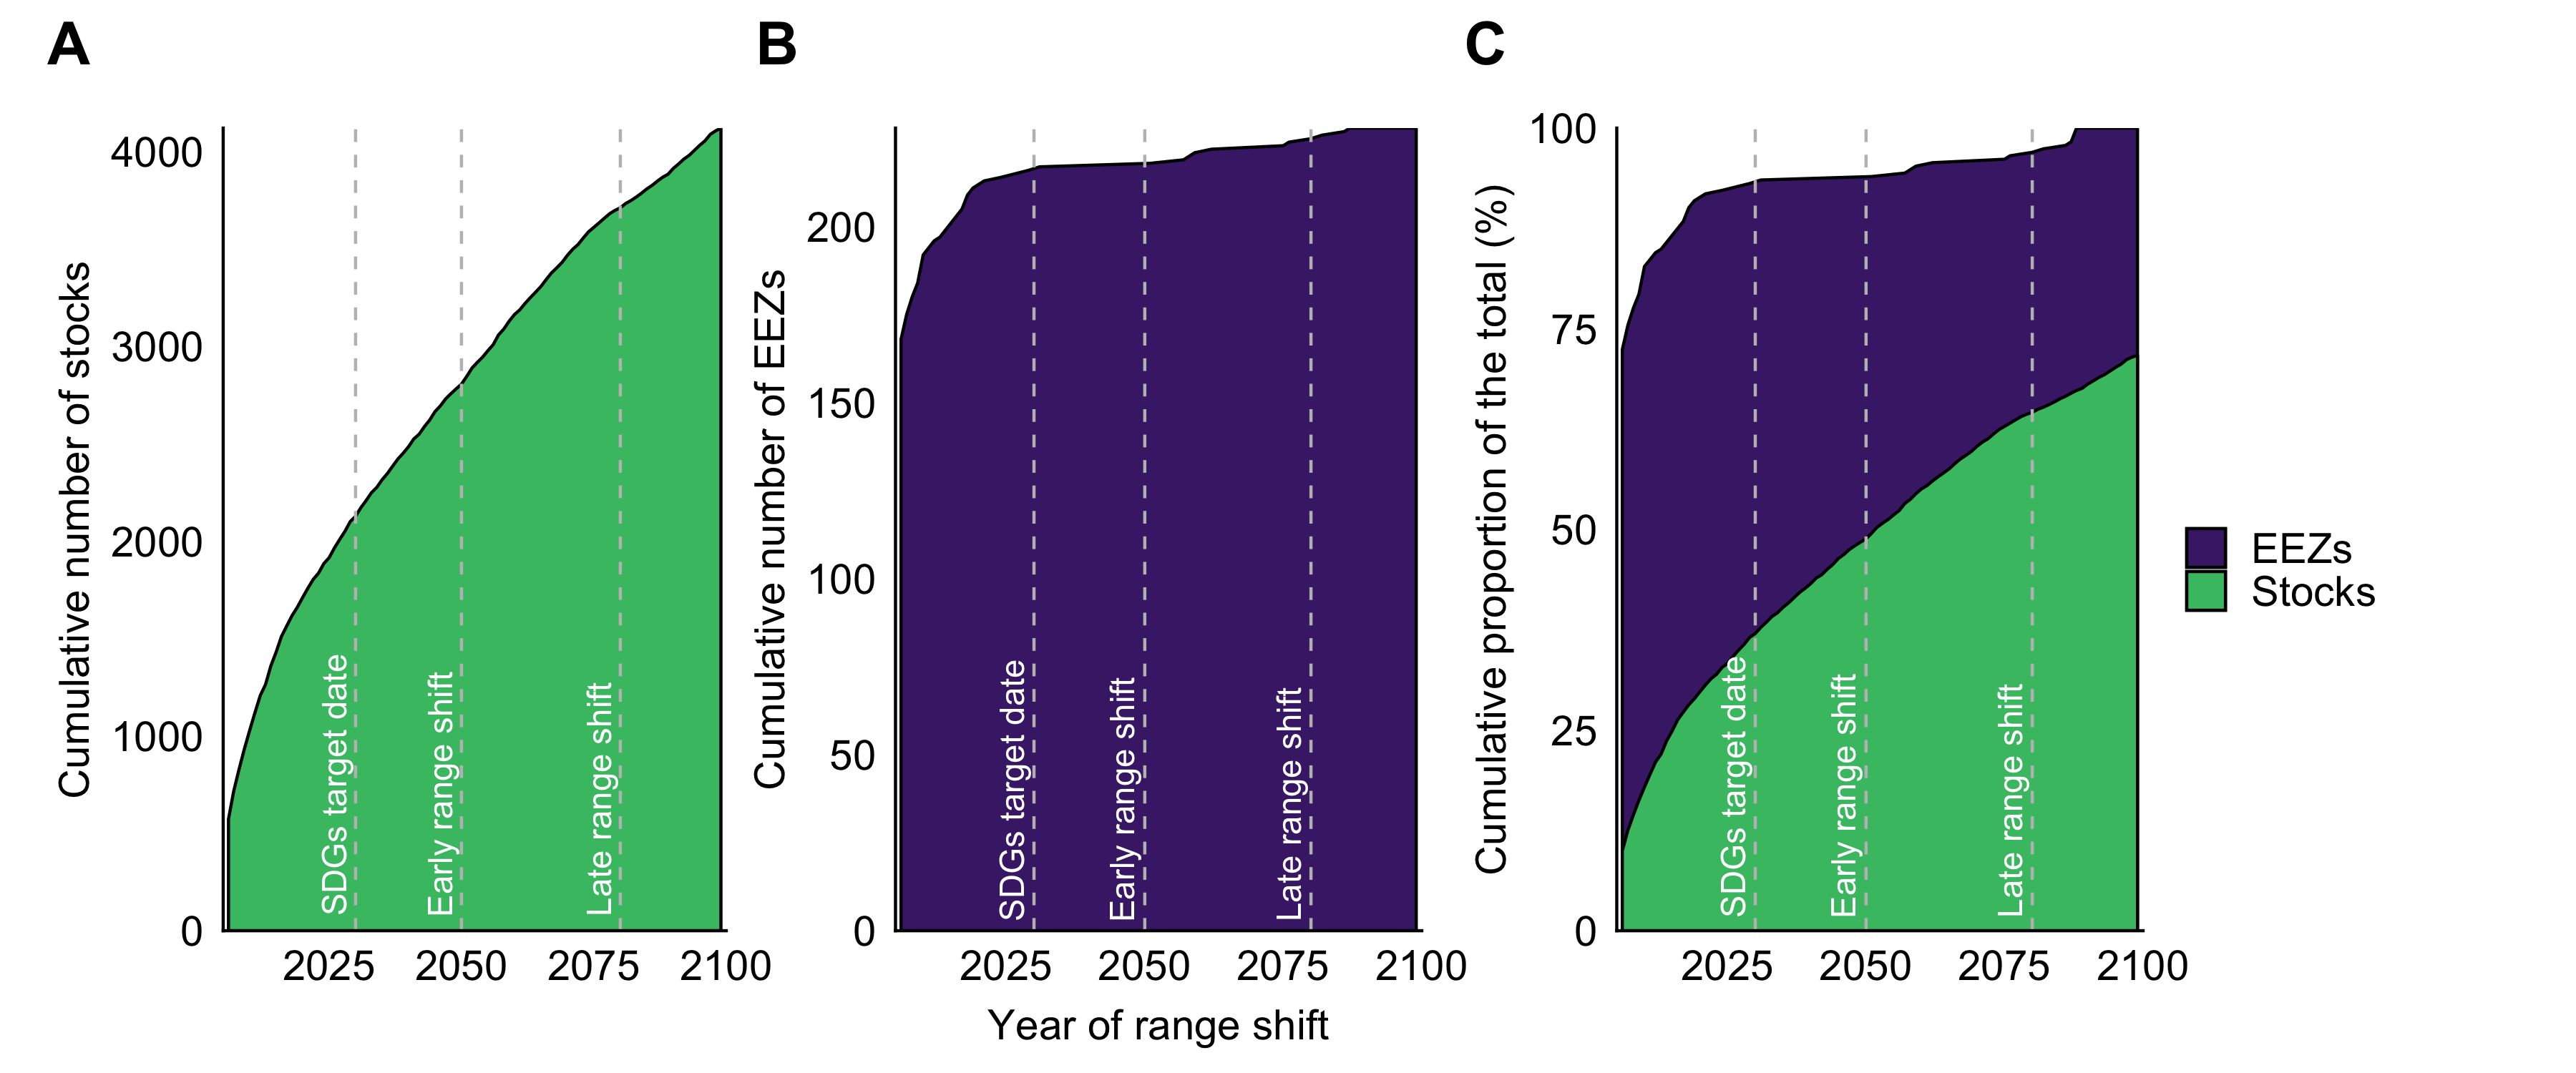 A
B
C
Cumulative number of stocks
4000
3000
2000
1000
0
SDGs target date
Early range shift
Late range shift
2025
2050
2075
2100
Cumulative number of EEZs
200
150
100
50
0
SDGs target date
Early range shift
Late range shift
2025
2050
2075
2100
Year of range shift
Cumulative proportion of the total (%)
100
75
50
25
0
SDGs target date
Early range shift
Late range shift
2025
2050
2075
2100
EEZs
Stocks